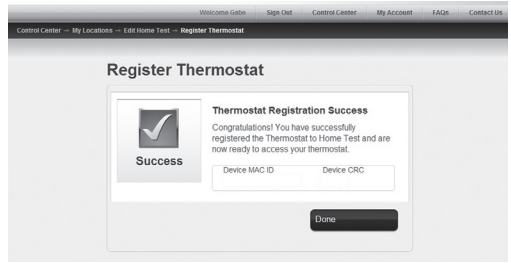 Welcome Gabe Sign Out Control Center My Account FAQs Contact Us
Control Center → My Locations → Edit Home Test → Register Thermostat
Register Thermostat
Success
Thermostat Registration Success
Congratulations! You have successfully
registered the Thermostat to Home Test and are
now ready to access your thermostat.
Device MAC ID Device CRC
Done